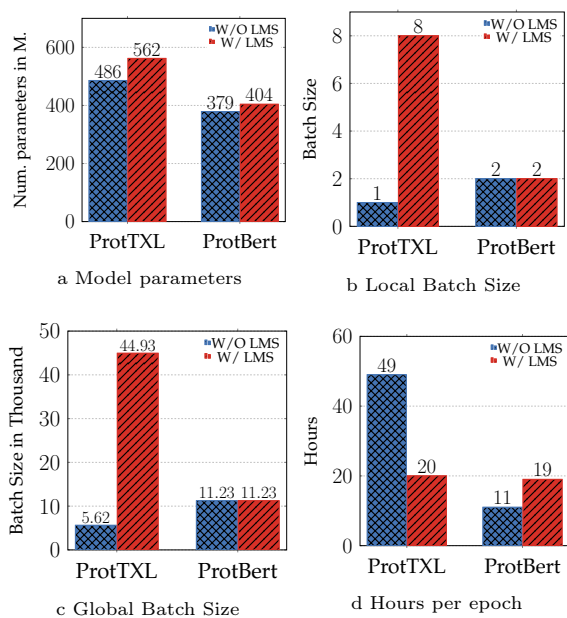 Num. parameters in M.
600
400
200
0
486
562
379
404
W/O LMS
W/ LMS
ProtTXL
ProtBert
a Model parameters
Batch Size
8
6
4
2
0
1
8
2
2
W/O LMS
W/ LMS
ProtTXL
ProtBert
b Local Batch Size
Batch Size in Thousand
50
40
30
20
10
0
5.62
44.93
11.23
11.23
W/O LMS
W/ LMS
ProtTXL
ProtBert
c Global Batch Size
Hours
60
40
20
0
49
20
11
19
W/O LMS
W/ LMS
ProtTXL
ProtBert
d Hours per epoch